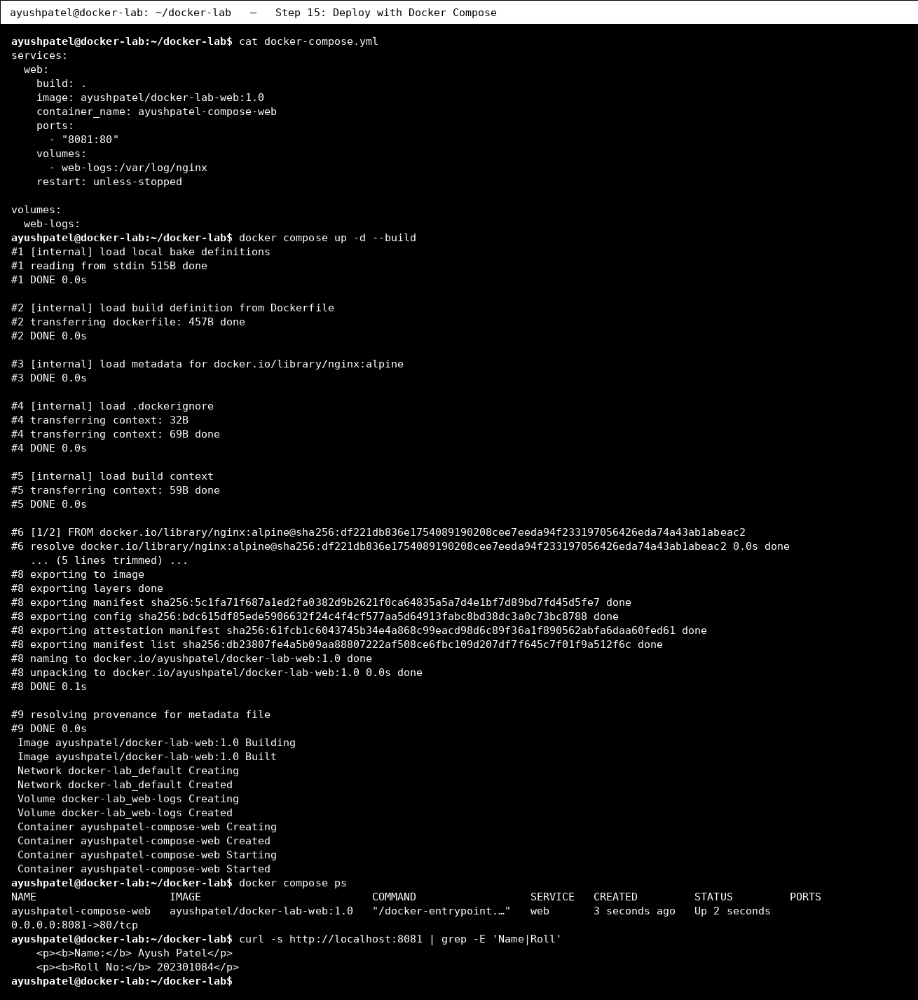 ayushpatel@docker-lab: ~/docker-lab   —   Step 15: Deploy with Docker Compose
ayushpatel@docker-lab:~/docker-lab$ cat docker-compose.yml
services:
  web:
    build: .
    image: ayushpatel/docker-lab-web:1.0
    container_name: ayushpatel-compose-web
    ports:
      - "8081:80"
    volumes:
      - web-logs:/var/log/nginx
    restart: unless-stopped

volumes:
  web-logs:
ayushpatel@docker-lab:~/docker-lab$ docker compose up -d --build
#1 [internal] load local bake definitions
#1 reading from stdin 515B done
#1 DONE 0.0s

#2 [internal] load build definition from Dockerfile
#2 transferring dockerfile: 457B done
#2 DONE 0.0s

#3 [internal] load metadata for docker.io/library/nginx:alpine
#3 DONE 0.0s

#4 [internal] load .dockerignore
#4 transferring context: 32B
#4 transferring context: 69B done
#4 DONE 0.0s

#5 [internal] load build context
#5 transferring context: 59B done
#5 DONE 0.0s

#6 [1/2] FROM docker.io/library/nginx:alpine@sha256:df221db836e1754089190208cee7eeda94f233197056426eda74a43ab1abeac2
#6 resolve docker.io/library/nginx:alpine@sha256:df221db836e1754089190208cee7eeda94f233197056426eda74a43ab1abeac2 0.0s done
   ... (5 lines trimmed) ...
#8 exporting to image
#8 exporting layers done
#8 exporting manifest sha256:5c1fa71f687a1ed2fa0382d9b2621f0ca64835a5a7d4e1bf7d89bd7fd45d5fe7 done
#8 exporting config sha256:bdc615df85ede5906632f24c4f4cf577aa5d64913fabc8bd38dc3a0c73bc8788 done
#8 exporting attestation manifest sha256:61fcb1c6043745b34e4a868c99eacd98d6c89f36a1f890562abfa6daa60fed61 done
#8 exporting manifest list sha256:db23807fe4a5b09aa88807222af508ce6fbc109d207df7f645c7f01f9a512f6c done
#8 naming to docker.io/ayushpatel/docker-lab-web:1.0 done
#8 unpacking to docker.io/ayushpatel/docker-lab-web:1.0 0.0s done
#8 DONE 0.1s

#9 resolving provenance for metadata file
#9 DONE 0.0s
 Image ayushpatel/docker-lab-web:1.0 Building
 Image ayushpatel/docker-lab-web:1.0 Built
 Network docker-lab_default Creating
 Network docker-lab_default Created
 Volume docker-lab_web-logs Creating
 Volume docker-lab_web-logs Created
 Container ayushpatel-compose-web Creating
 Container ayushpatel-compose-web Created
 Container ayushpatel-compose-web Starting
 Container ayushpatel-compose-web Started
ayushpatel@docker-lab:~/docker-lab$ docker compose ps
NAME                     IMAGE                           COMMAND                  SERVICE   CREATED         STATUS         PORTS
ayushpatel-compose-web   ayushpatel/docker-lab-web:1.0   "/docker-entrypoint.…"   web       3 seconds ago   Up 2 seconds
0.0.0.0:8081->80/tcp
ayushpatel@docker-lab:~/docker-lab$ curl -s http://localhost:8081 | grep -E 'Name|Roll'
    <p><b>Name:</b> Ayush Patel</p>
    <p><b>Roll No:</b> 202301084</p>
ayushpatel@docker-lab:~/docker-lab$